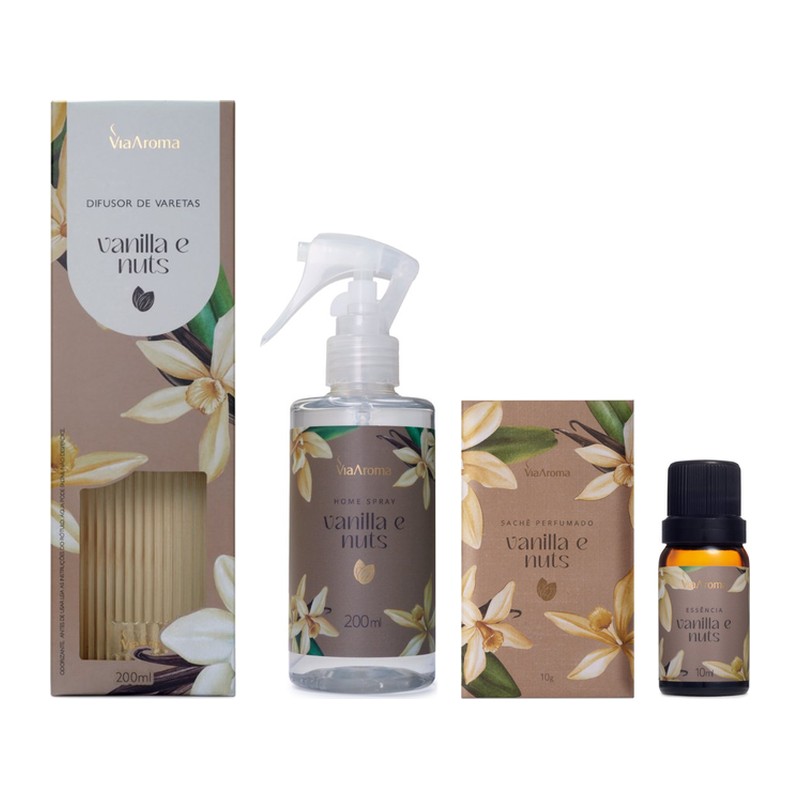 ViaAroma
DIFUSOR DE VARETAS
vanilla e
nuts
200ml
ViaAroma
HOME SPRAY
vanilla e
nuts
200ml
ViaAroma
SACHÊ PERFUMADO
vanilla e
nuts
10g
ViaAroma
ESSÊNCIA
vanilla e
nuts
10ml